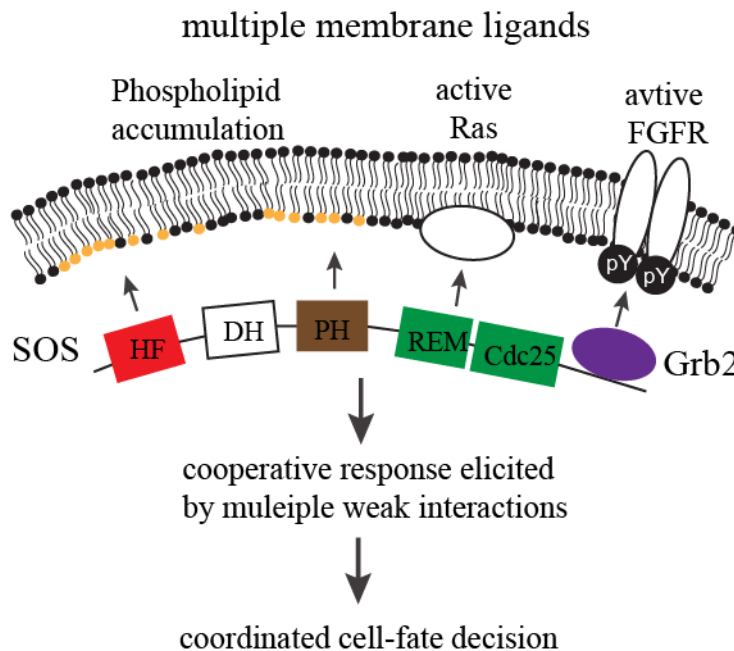 multiple membrane ligands
Phospholipid
accumulation
active
Ras
avtive
FGFR
pY
pY
SOS
HF
DH
PH
REM
Cdc25
Grb2
cooperative response elicited
by muleiple weak interactions
coordinated cell-fate decision